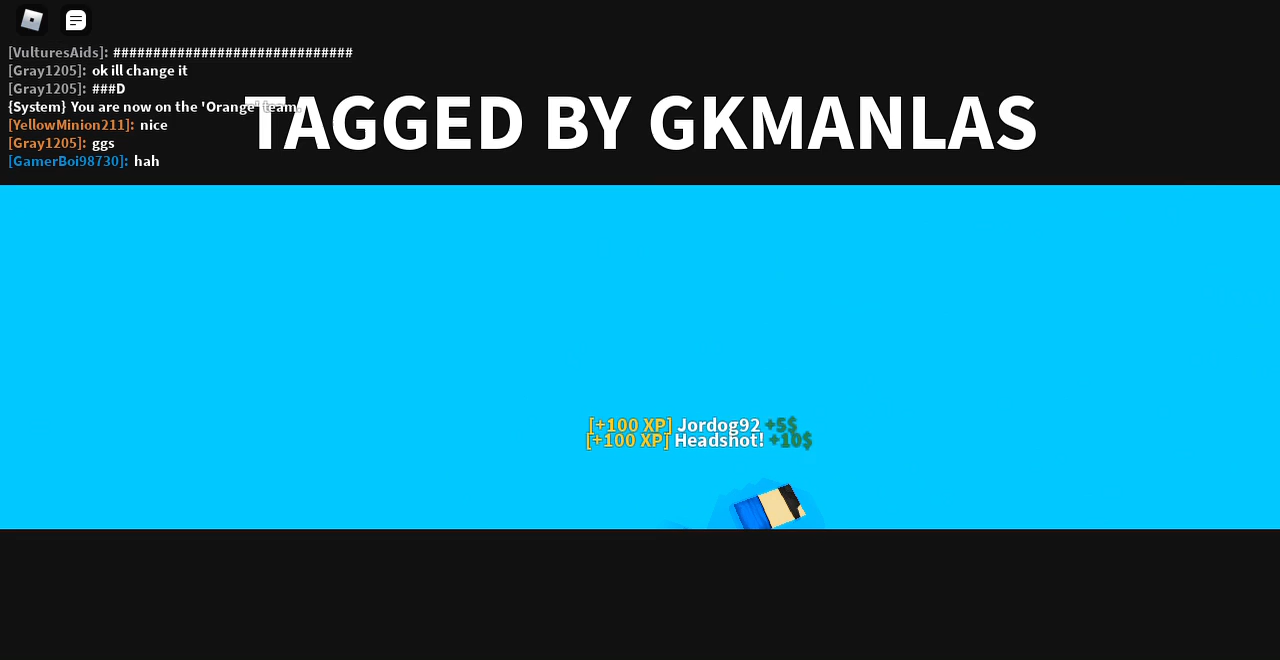 [VulturesAids]: ##############################
[Gray1205]: ok ill change it
[Gray1205]: ###D
{System} You are now on the 'Orange' team.
[YellowMinion211]: nice
[Gray1205]: ggs
[GamerBoi98730]: hah
TAGGED BY GKMANLAS
[+100 XP] Jordog92 +5$
[+100 XP] Headshot! +10$